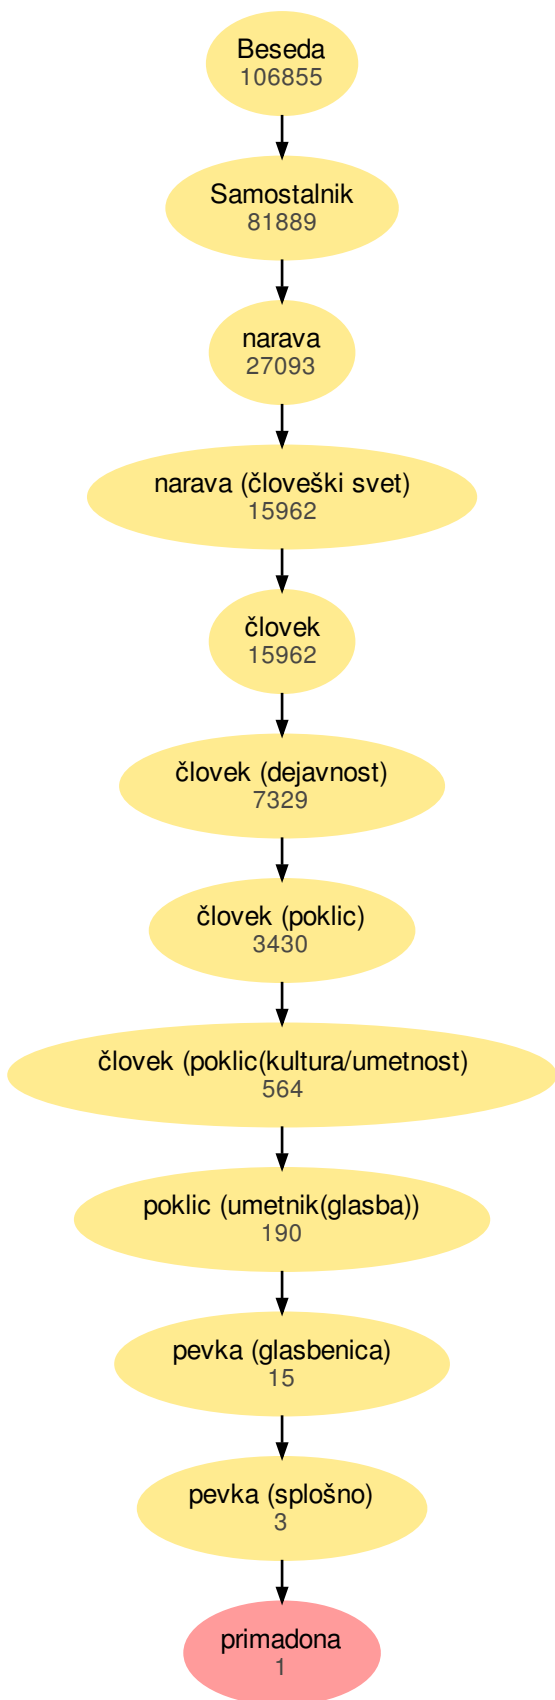 Beseda
106855
Samostalnik
81889
narava
27093
narava (človeški svet)
15962
človek
15962
človek (dejavnost)
7329
človek (poklic)
3430
človek (poklic(kultura/umetnost)
564
poklic (umetnik(glasba))
190
pevka (glasbenica)
15
pevka (splošno)
3
primadona
1